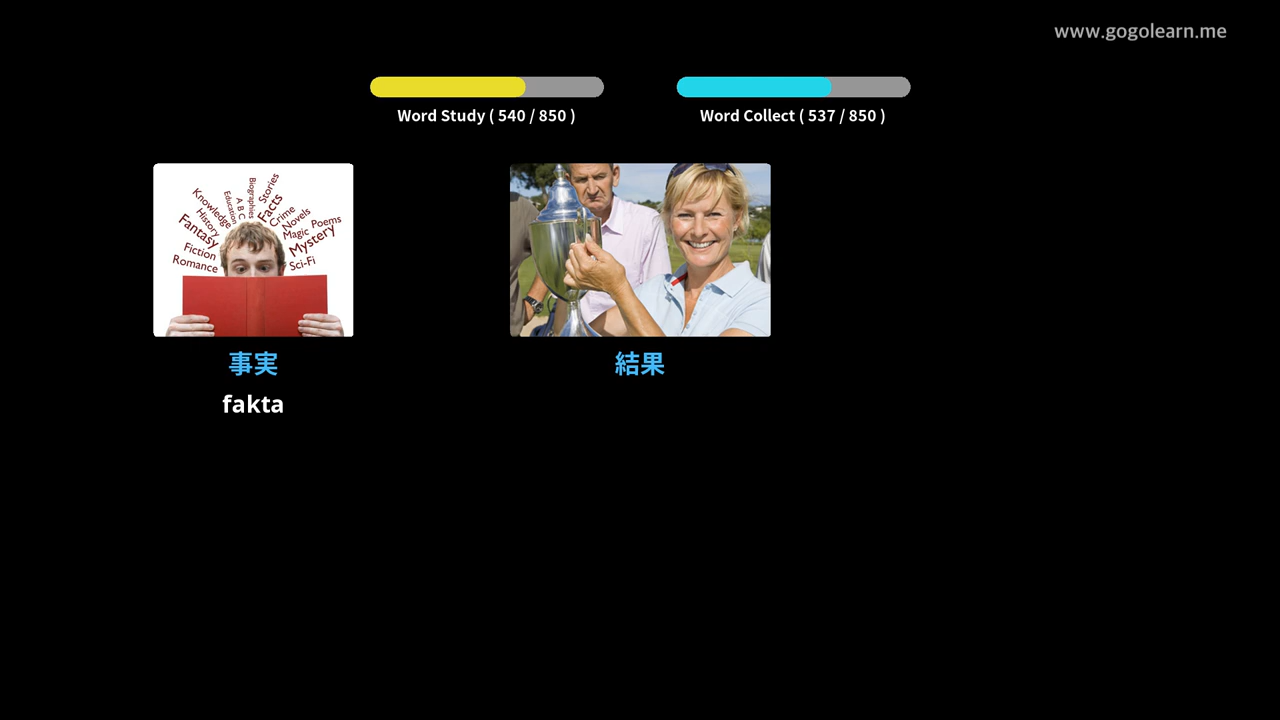 www.gogolearn.me
Word Study ( 540 / 850 )
Word Collect ( 537 / 850 )
Stories
Biographies
A B C
Education
Facts
Knowledge
Crime
History
Novels
Fantasy
Magic Poems
Mystery
Fiction
Romance
Sci-Fi
事実
結果
fakta